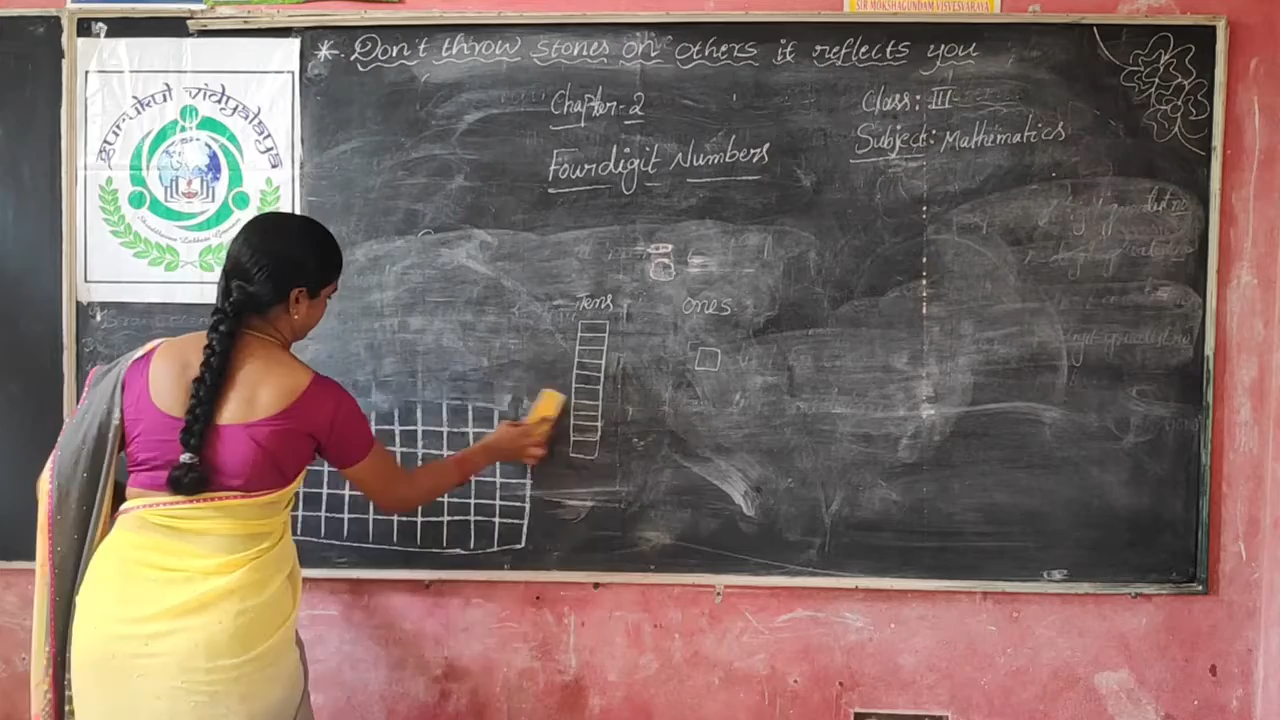 SIR MOKSHAGUNDAM VISVESVARAYA
* Don't throw stones on others it reflects you
gurukul vidyalaya
Chapter-2
Class: III
Subject: Mathematics
Fourdigit Numbers
Tens
Ones